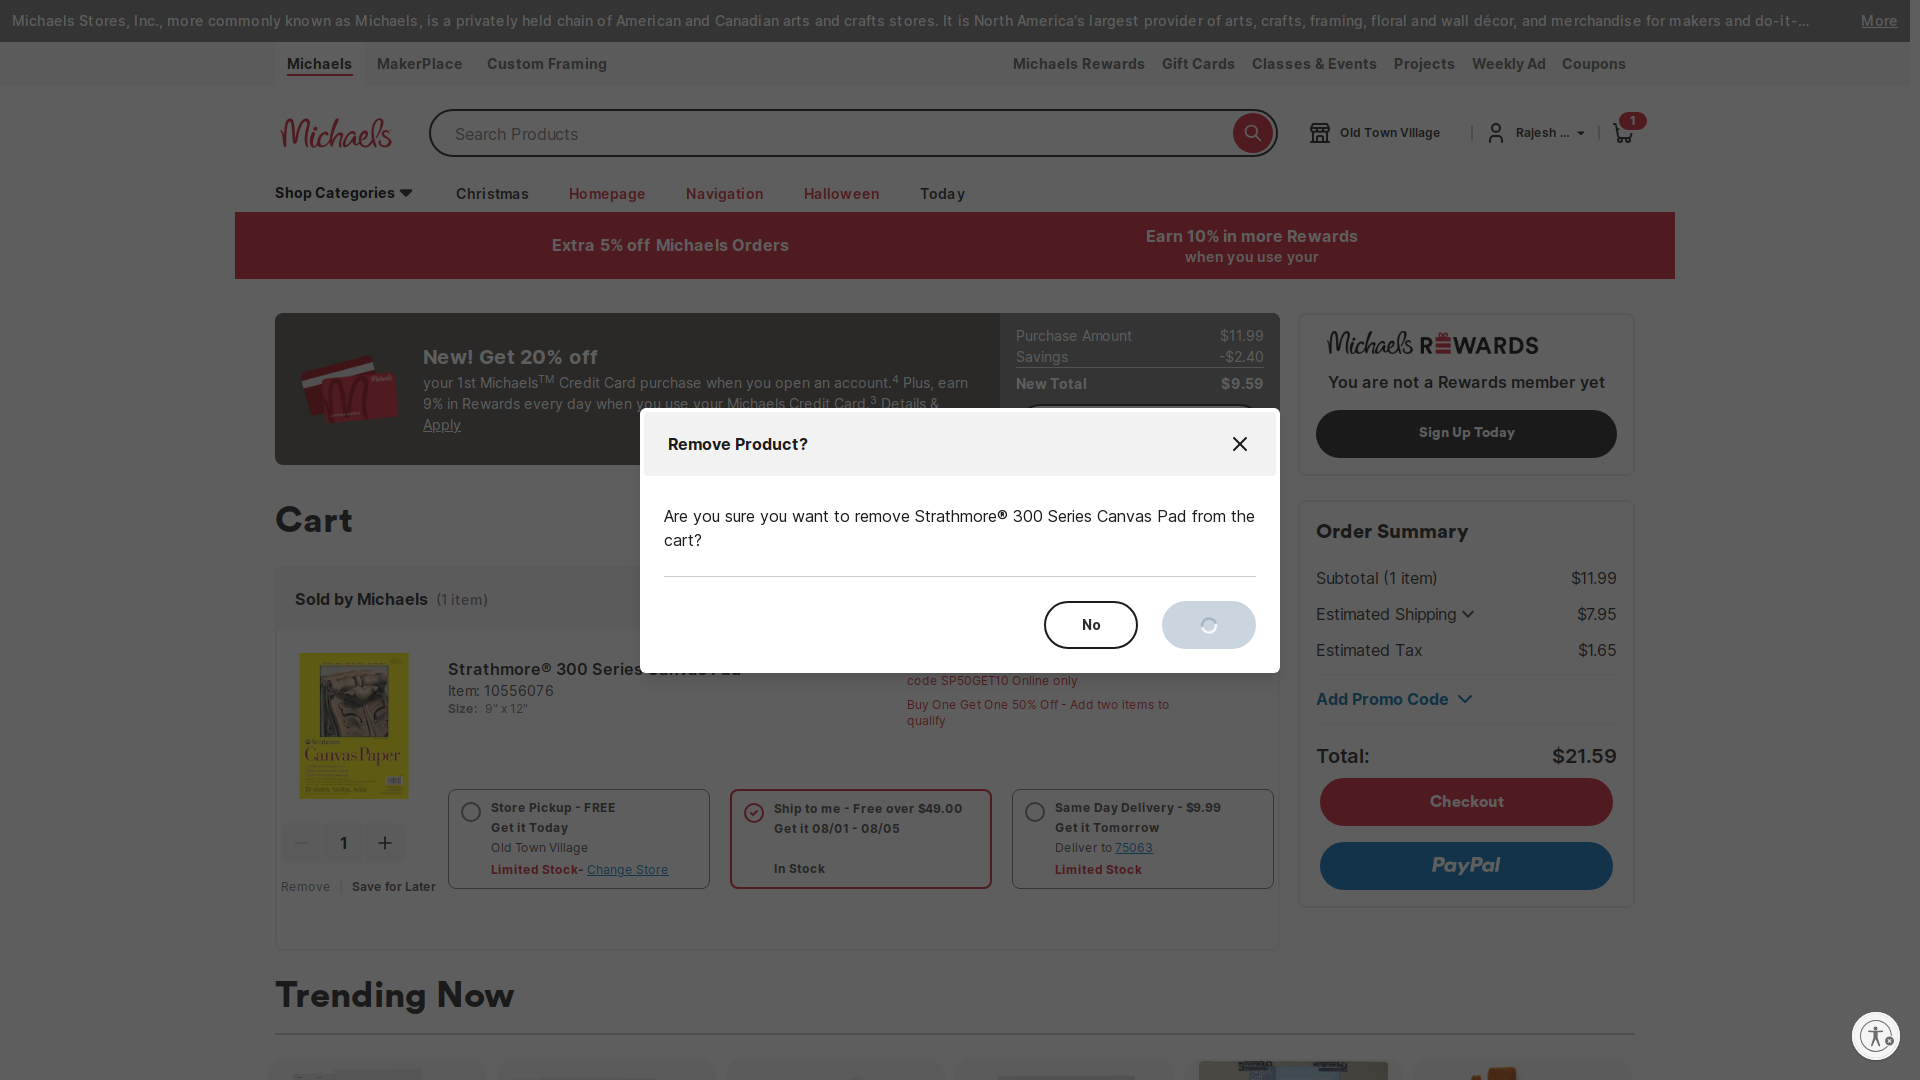 Michaels Stores, Inc., more commonly known as Michaels, is a privately held chain of American and Canadian arts and crafts stores. It is North America's largest provider of arts, crafts, framing, floral and wall décor, and merchandise for makers and do-it-... More
Michaels MakerPlace Custom Framing Michaels Rewards Gift Cards Classes & Events Projects Weekly Ad Coupons
Michaels Search Products Old Town Village Rajesh ... 1
Shop Categories Christmas Homepage Navigation Halloween Today
Extra 5% off Michaels Orders
Earn 10% in more Rewards
when you use your
New! Get 20% off
your 1st Michaels™ Credit Card purchase when you open an account.⁴ Plus, earn
9% in Rewards every day when you use your Michaels Credit Card.³ Details &
Apply
Purchase Amount $11.99
Savings -$2.40
New Total $9.59
Michaels REWARDS
You are not a Rewards member yet
Sign Up Today
Remove Product?
Are you sure you want to remove Strathmore® 300 Series Canvas Pad from the
cart?
No
Cart
Sold by Michaels (1 item)
Strathmore® 300 Series Canvas Pad
Item: 10556076
Size: 9" x 12"
code SP50GET10 Online only
Buy One Get One 50% Off - Add two items to
qualify
Strathmore
Canvas Paper
1
Remove Save for Later
Store Pickup - FREE
Get it Today
Old Town Village
Limited Stock- Change Store
Ship to me - Free over $49.00
Get it 08/01 - 08/05
In Stock
Same Day Delivery - $9.99
Get it Tomorrow
Deliver to 75063
Limited Stock
Order Summary
Subtotal (1 item) $11.99
Estimated Shipping $7.95
Estimated Tax $1.65
Add Promo Code
Total: $21.59
Checkout
PayPal
Trending Now